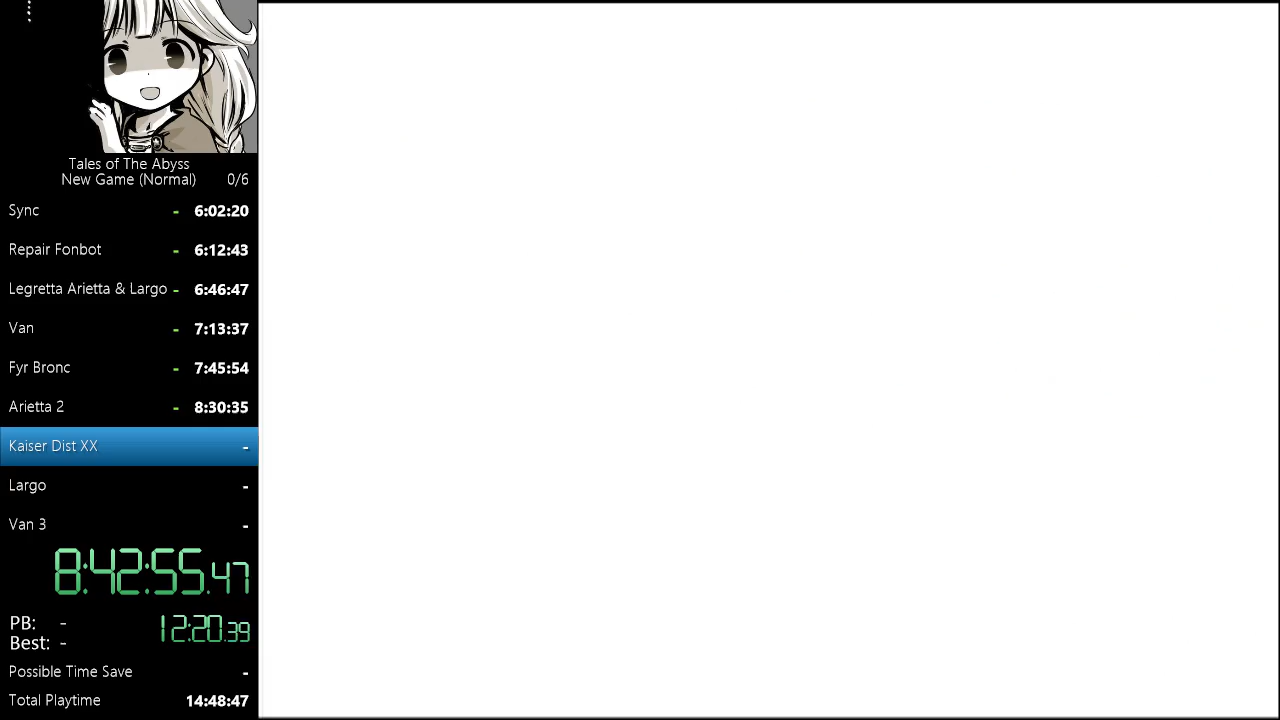 Tales of The Abyss
New Game (Normal) 0/6
Sync - 6:02:20
Repair Fonbot - 6:12:43
Legretta Arietta & Largo - 6:46:47
Van - 7:13:37
Fyr Bronc - 7:45:54
Arietta 2 - 8:30:35
Kaiser Dist XX -
Largo -
Van 3 -
8:42:55.47
PB: - 12:20.39
Best: -
Possible Time Save -
Total Playtime 14:48:47